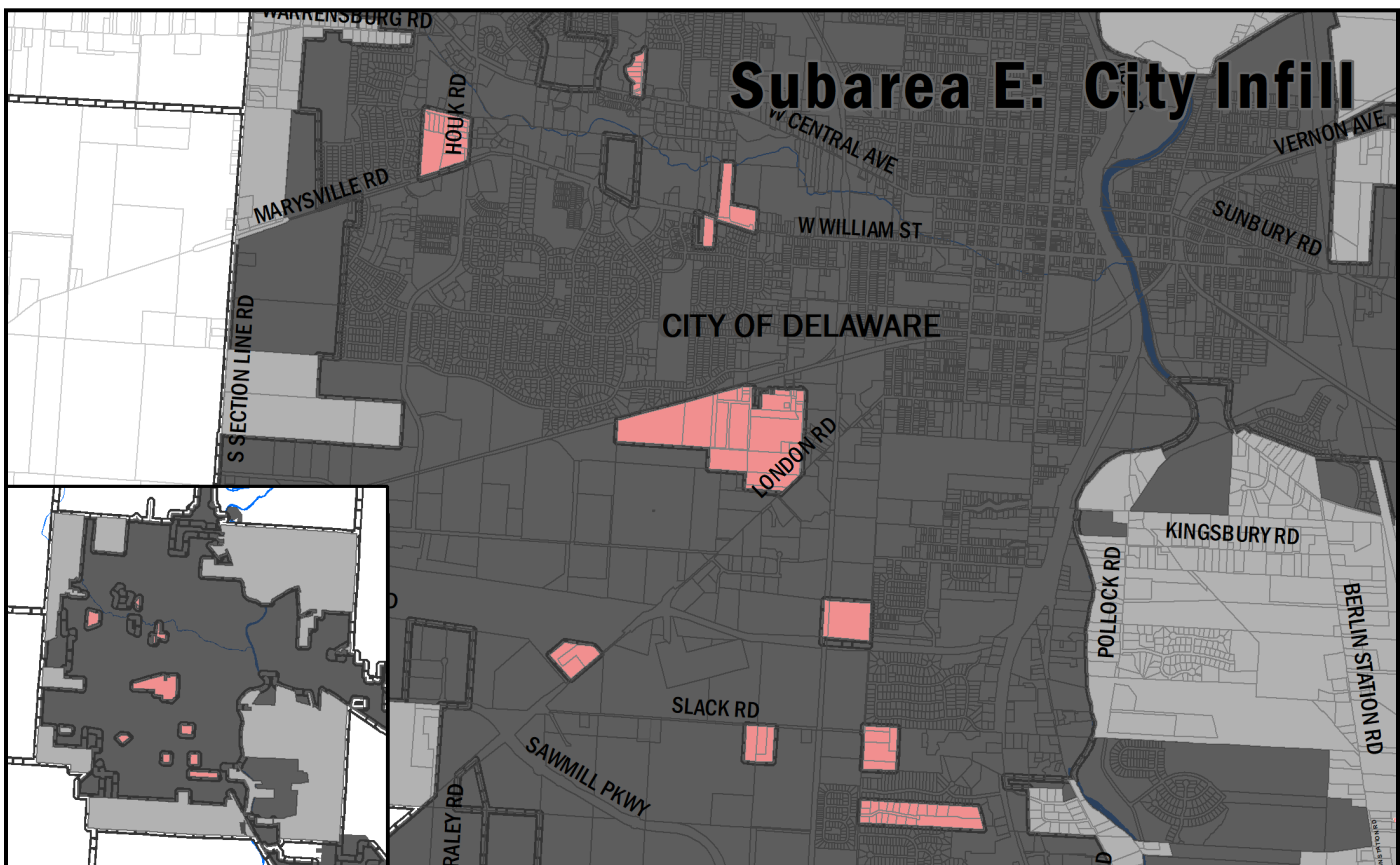 WARRENSBURG RD
Subarea E: City Infill
HOUK RD
W CENTRAL AVE
VERNON AVE
MARYSVILLE RD
SUNBURY RD
W WILLIAM ST
CITY OF DELAWARE
S SECTION LINE RD
LONDON RD
KINGSBURY RD
POLLOCK RD
BERLIN STATION RD
SLACK RD
SAWMILL PKWY
RALEY RD
D
D